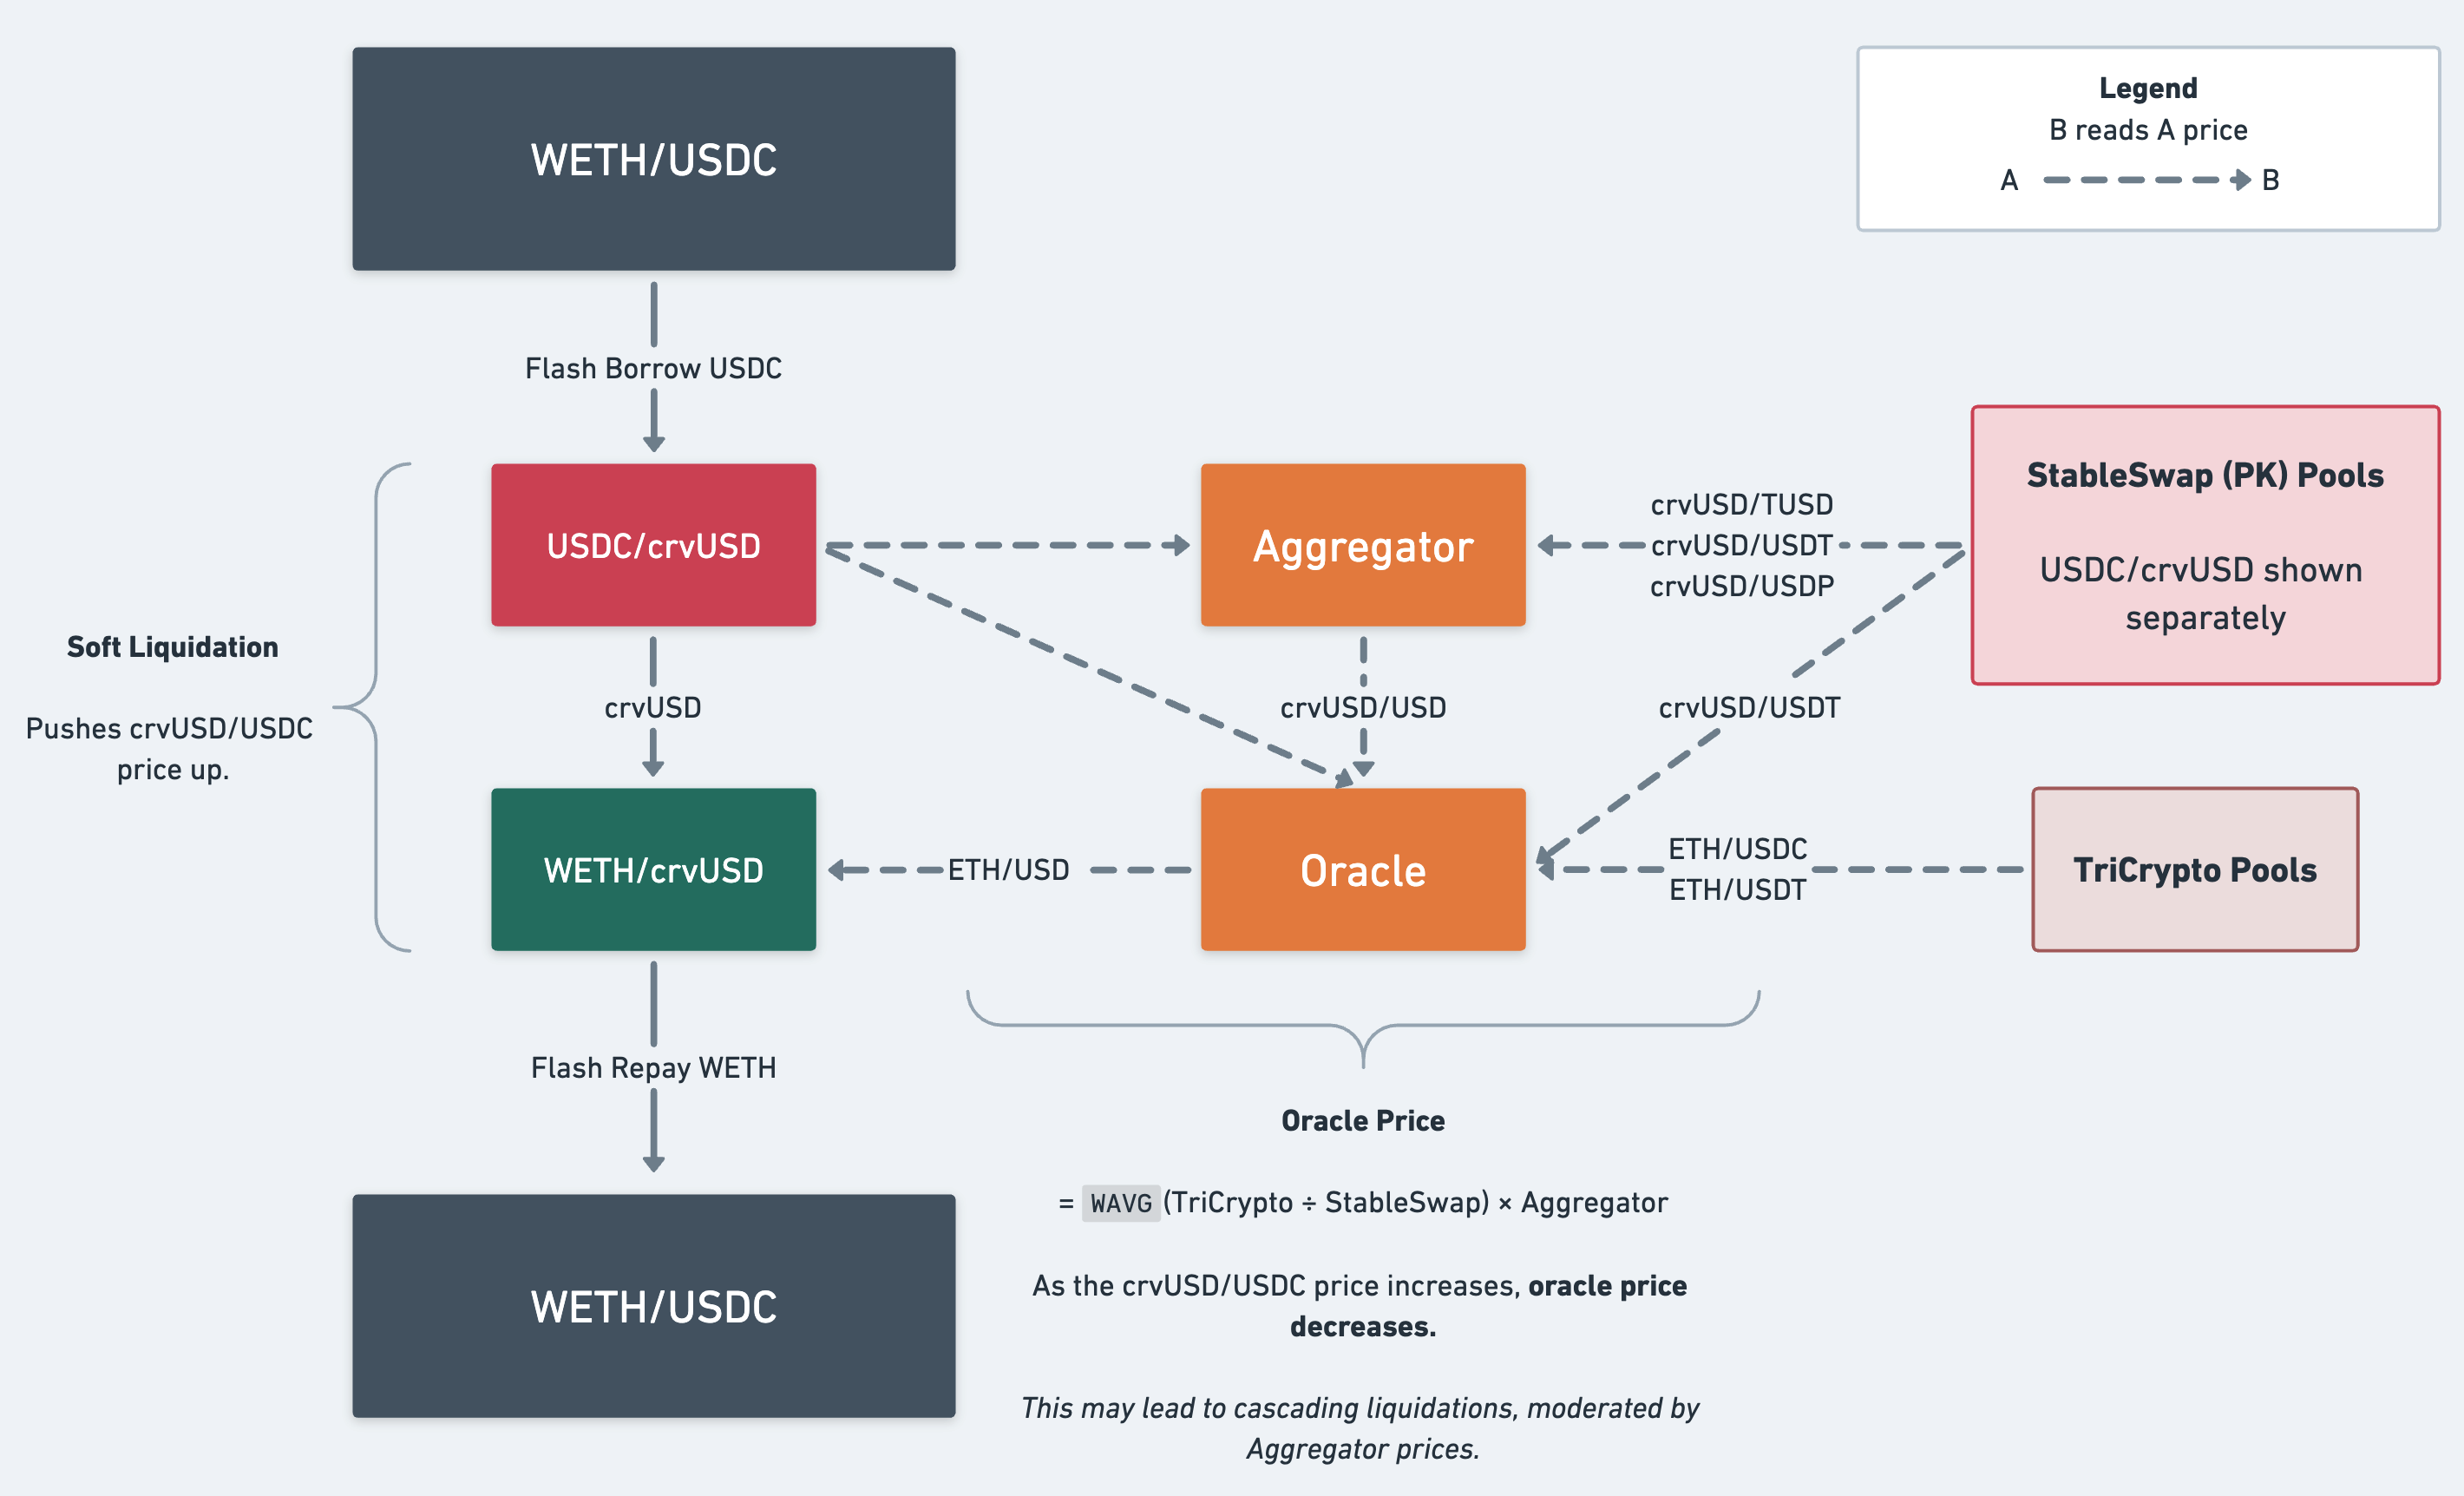 WETH/USDC
Legend
B reads A price
A
B
Flash Borrow USDC
USDC/crvUSD
Aggregator
crvUSD/TUSD
crvUSD/USDT
crvUSD/USDP
StableSwap (PK) Pools
USDC/crvUSD shown
separately
Soft Liquidation
Pushes crvUSD/USDC
price up.
crvUSD
crvUSD/USD
crvUSD/USDT
WETH/crvUSD
ETH/USD
Oracle
ETH/USDC
ETH/USDT
TriCrypto Pools
Flash Repay WETH
WETH/USDC
Oracle Price
= WAVG (TriCrypto ÷ StableSwap) × Aggregator
As the crvUSD/USDC price increases, oracle price
decreases.
This may lead to cascading liquidations, moderated by
Aggregator prices.